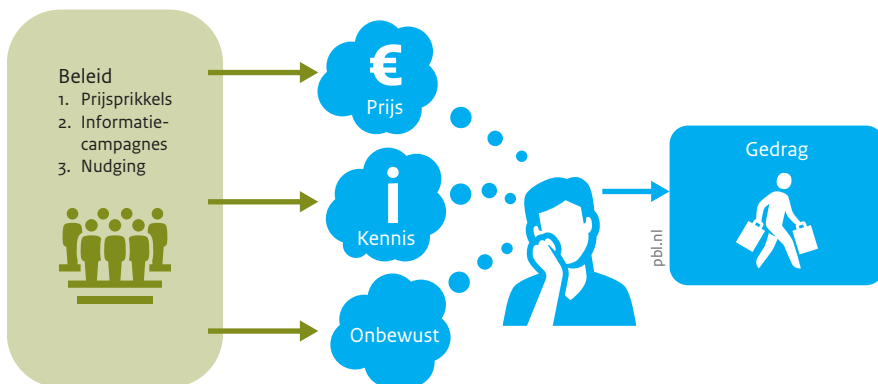 Beleid
1. Prijsprikkels
2. Informatie-
campagnes
3. Nudging
€
Prijs
i
Kennis
Onbewust
Gedrag
pbl.nl